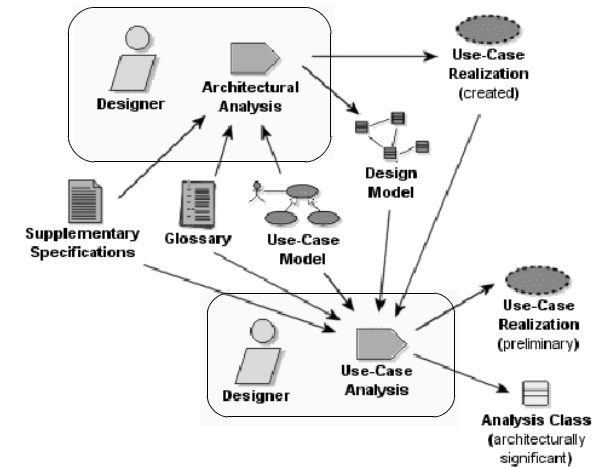 Designer
Architectural
Analysis
Use-Case
Realization
(created)
Design
Model
Supplementary
Specifications
Glossary
Use-Case
Model
Designer
Use-Case
Analysis
Use-Case
Realization
(preliminary)
Analysis Class
(architecturally
significant)